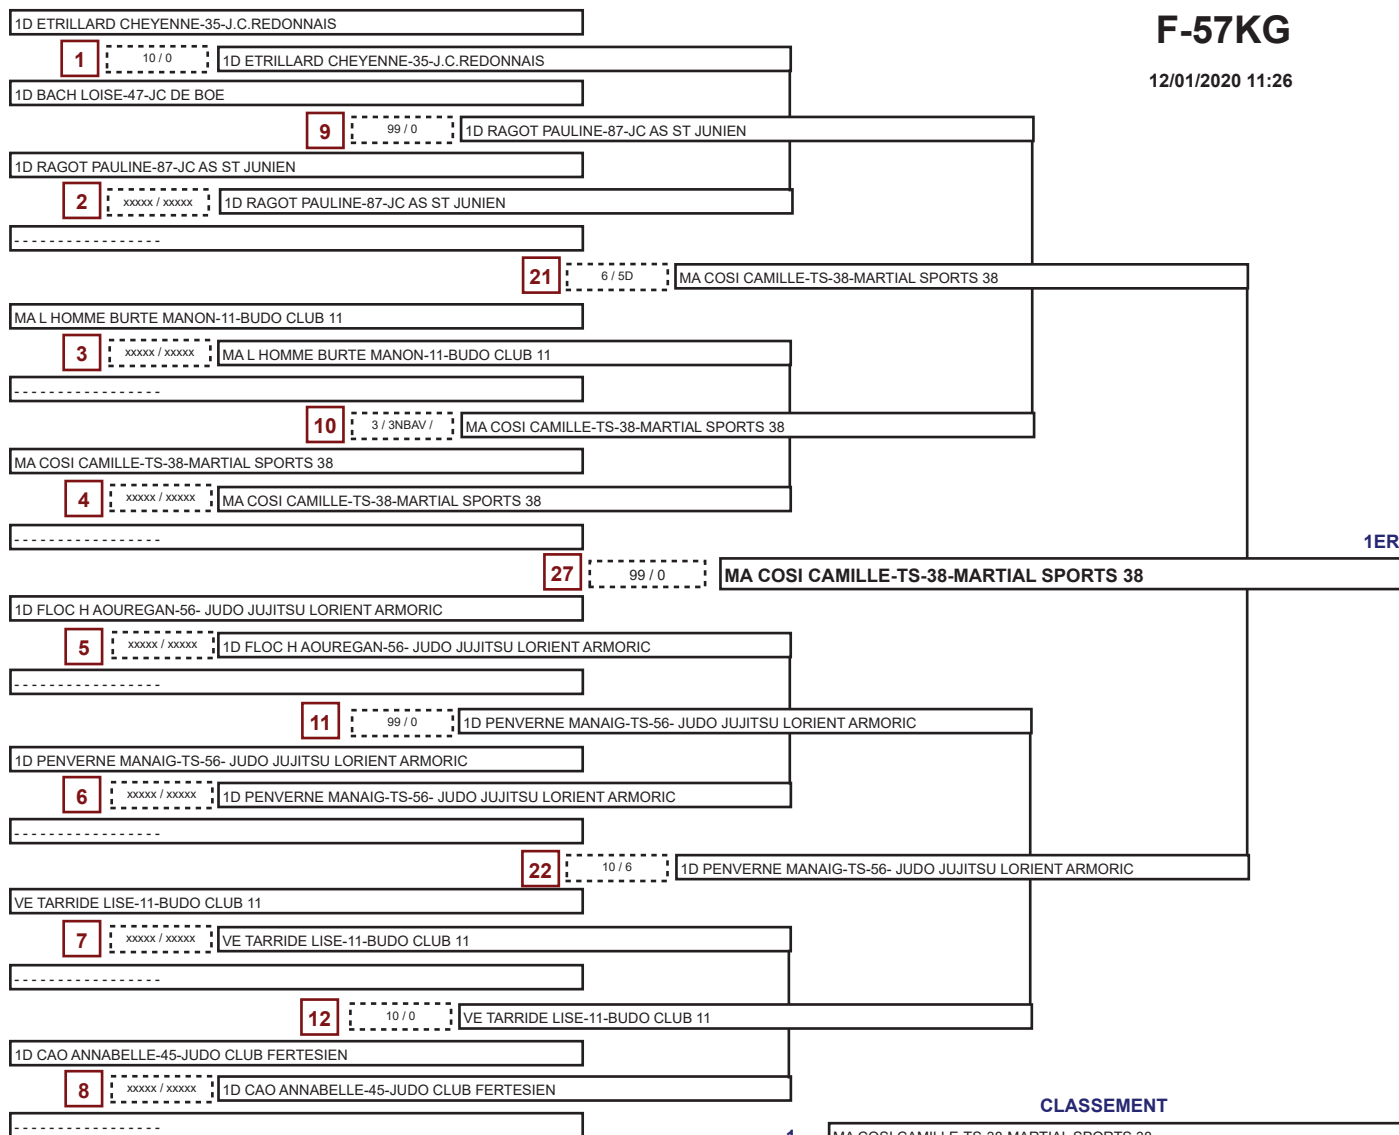 1D ETRILLARD CHEYENNE-35-J.C.REDONNAIS
F-57KG
1 10 / 0 1D ETRILLARD CHEYENNE-35-J.C.REDONNAIS
12/01/2020 11:26
1D BACH LOISE-47-JC DE BOE
9 99 / 0 1D RAGOT PAULINE-87-JC AS ST JUNIEN
1D RAGOT PAULINE-87-JC AS ST JUNIEN
2 xxxxx / xxxxx 1D RAGOT PAULINE-87-JC AS ST JUNIEN
- - - - - - - - - - - - - - - - -
21 6 / 5D MA COSI CAMILLE-TS-38-MARTIAL SPORTS 38
MA L HOMME BURTE MANON-11-BUDO CLUB 11
3 xxxxx / xxxxx MA L HOMME BURTE MANON-11-BUDO CLUB 11
- - - - - - - - - - - - - - - - -
10 3 / 3NBAV / MA COSI CAMILLE-TS-38-MARTIAL SPORTS 38
MA COSI CAMILLE-TS-38-MARTIAL SPORTS 38
4 xxxxx / xxxxx MA COSI CAMILLE-TS-38-MARTIAL SPORTS 38
- - - - - - - - - - - - - - - - -
1ER
27 99 / 0 MA COSI CAMILLE-TS-38-MARTIAL SPORTS 38
1D FLOC H AOUREGAN-56- JUDO JUJITSU LORIENT ARMORIC
5 xxxxx / xxxxx 1D FLOC H AOUREGAN-56- JUDO JUJITSU LORIENT ARMORIC
- - - - - - - - - - - - - - - - -
11 99 / 0 1D PENVERNE MANAIG-TS-56- JUDO JUJITSU LORIENT ARMORIC
1D PENVERNE MANAIG-TS-56- JUDO JUJITSU LORIENT ARMORIC
6 xxxxx / xxxxx 1D PENVERNE MANAIG-TS-56- JUDO JUJITSU LORIENT ARMORIC
- - - - - - - - - - - - - - - - -
22 10 / 6 1D PENVERNE MANAIG-TS-56- JUDO JUJITSU LORIENT ARMORIC
VE TARRIDE LISE-11-BUDO CLUB 11
7 xxxxx / xxxxx VE TARRIDE LISE-11-BUDO CLUB 11
- - - - - - - - - - - - - - - - -
12 10 / 0 VE TARRIDE LISE-11-BUDO CLUB 11
1D CAO ANNABELLE-45-JUDO CLUB FERTESIEN
8 xxxxx / xxxxx 1D CAO ANNABELLE-45-JUDO CLUB FERTESIEN
CLASSEMENT
- - - - - - - - - - - - - - - - -
1 MA COSI CAMILLE-TS-38-MARTIAL SPORTS 38